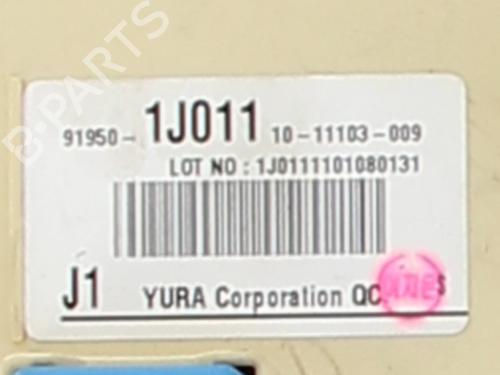 B-PARTS
91950- 1J011 10-11103-009
LOT NO : 1J0111101080131
J1 YURA Corporation QC